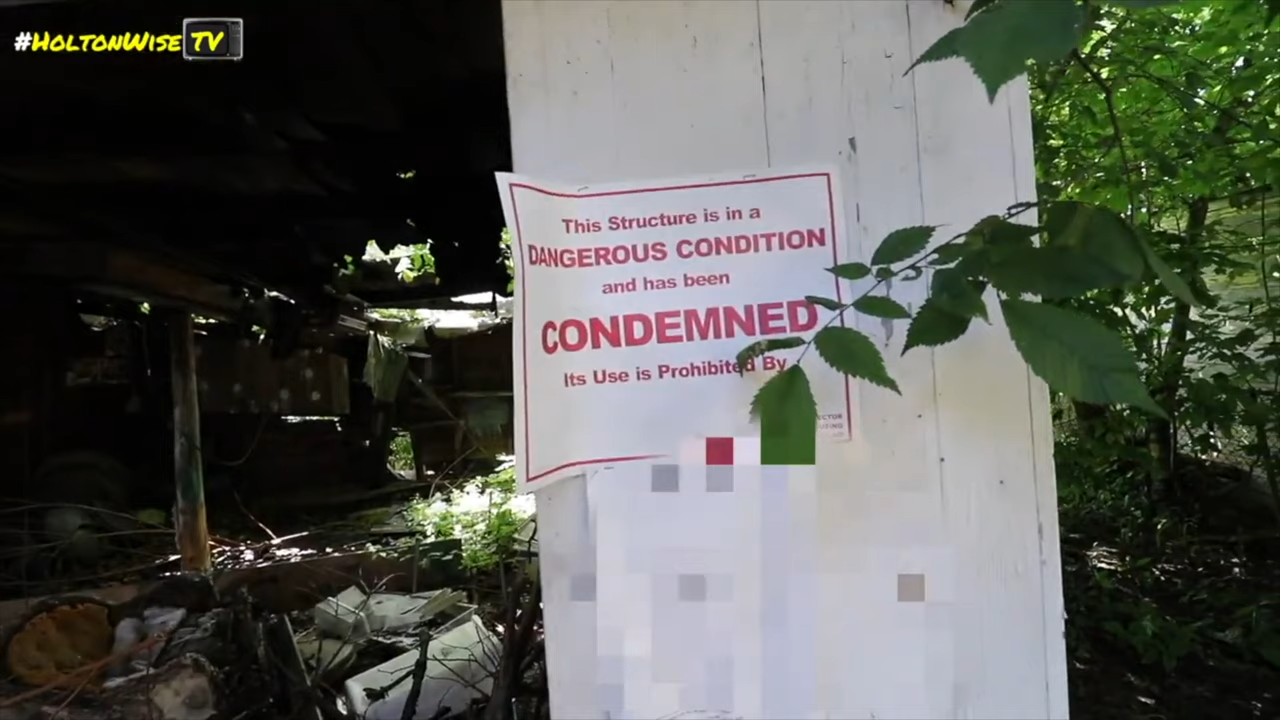 #HOLTONWISE TV
This Structure is in a
DANGEROUS CONDITION
and has been
CONDEMNED
Its Use is Prohibited By